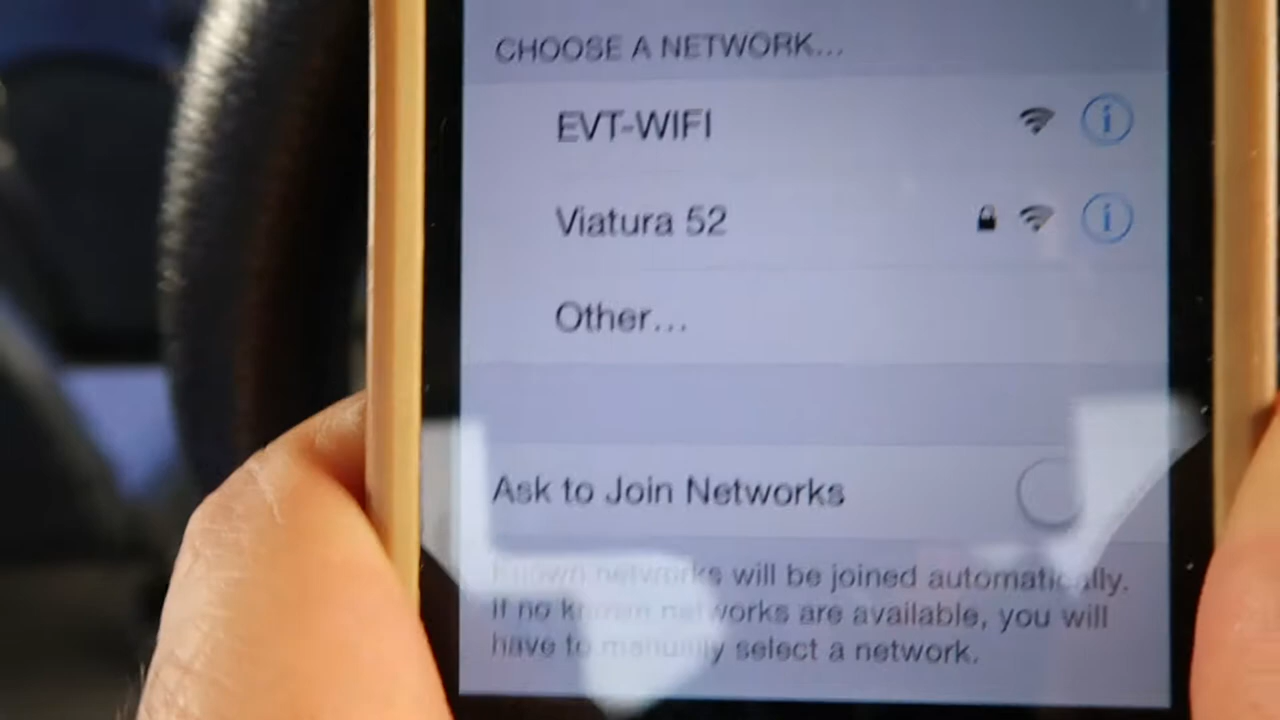 CHOOSE A NETWORK...
EVT-WIFI
Viatura 52
Other...
Ask to Join Networks
Known networks will be joined automatically.
If no known networks are available, you will
have to manually select a network.